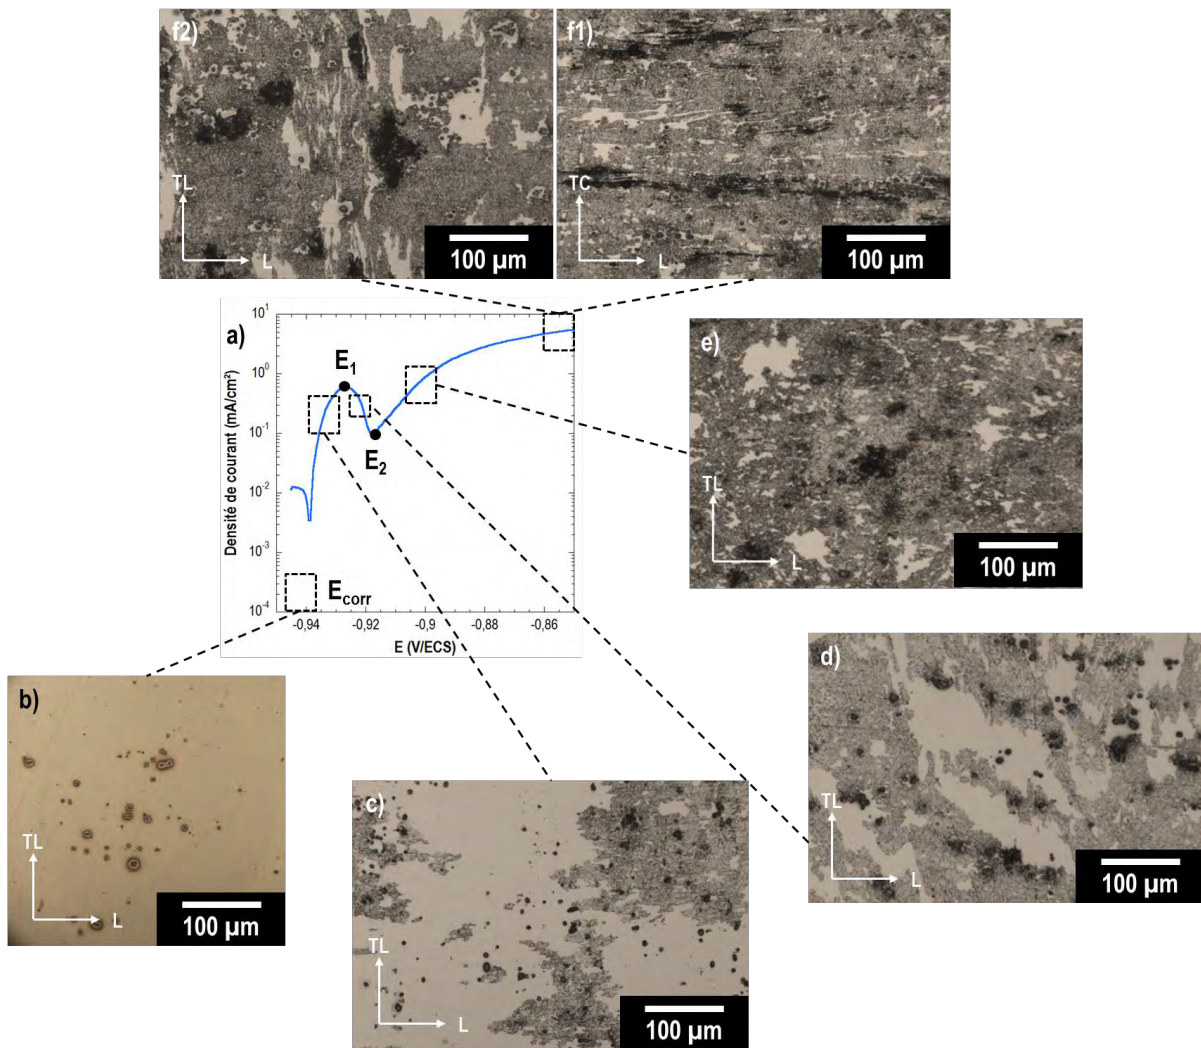 f2)
TL
L
100 µm
f1)
TC
L
100 µm
a)
Densité de courant (mA/cm²)
10¹
10⁰
10⁻¹
10⁻²
10⁻³
10⁻⁴
E₁
E₂
Ecorr
-0,94
-0,92
-0,9
-0,88
-0,86
E (V/ECS)
e)
TL
L
100 µm
b)
TL
L
100 µm
c)
TL
L
100 µm
d)
TL
L
100 µm